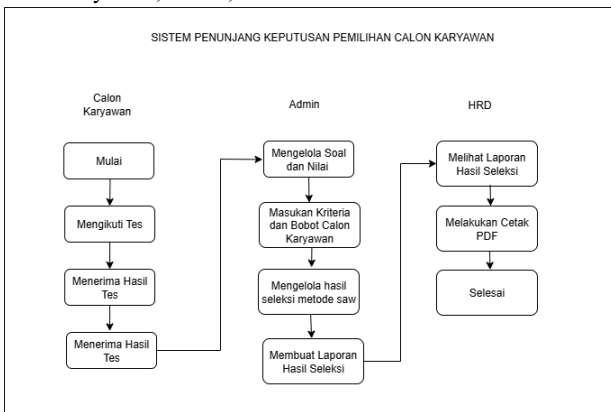 SISTEM PENUNJANG KEPUTUSAN PEMILIHAN CALON KARYAWAN
Calon
Karyawan
Mulai
Mengikuti Tes
Menerima Hasil
Tes
Menerima Hasil
Tes
Admin
Mengelola Soal
dan Nilai
Masukan Kriteria
dan Bobot Calon
Karyawan
Mengelola hasil
seleksi metode saw
Membuat Laporan
Hasil Seleksi
HRD
Melihat Laporan
Hasil Seleksi
Melakukan Cetak
PDF
Selesai